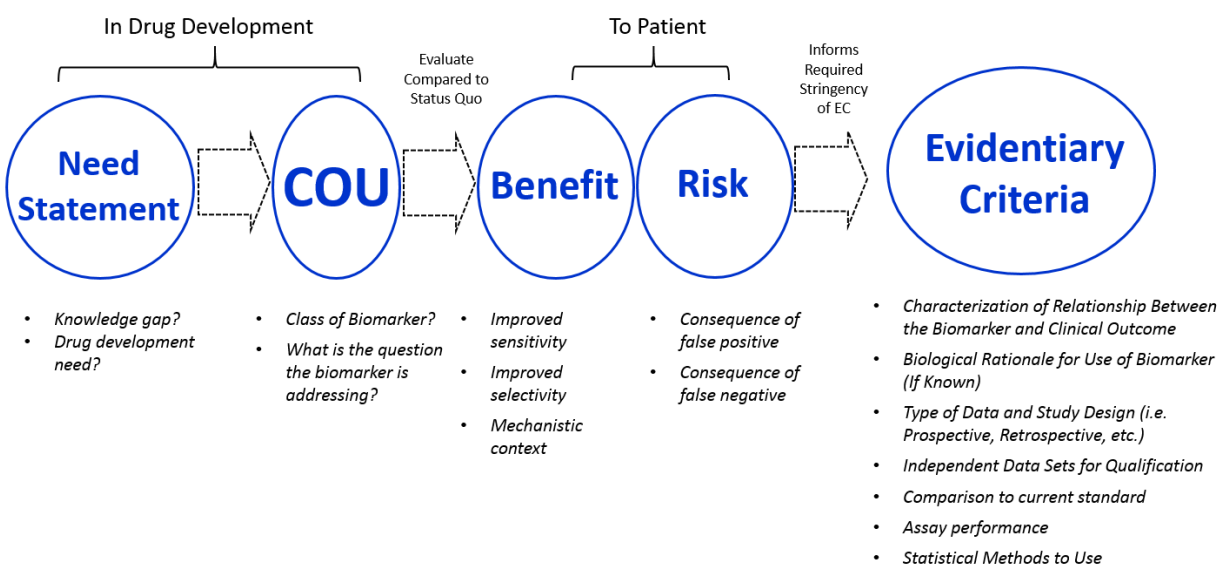 In Drug Development
To Patient
Evaluate
Compared to
Status Quo
Informs
Required
Stringency
of EC
Need
Statement
COU
Benefit
Risk
Evidentiary
Criteria
• Knowledge gap?
• Drug development
need?
• Class of Biomarker?
• What is the question
the biomarker is
addressing?
• Improved
sensitivity
• Improved
selectivity
• Mechanistic
context
• Consequence of
false positive
• Consequence of
false negative
• Characterization of Relationship Between
the Biomarker and Clinical Outcome
• Biological Rationale for Use of Biomarker
(If Known)
• Type of Data and Study Design (i.e.
Prospective, Retrospective, etc.)
• Independent Data Sets for Qualification
• Comparison to current standard
• Assay performance
• Statistical Methods to Use